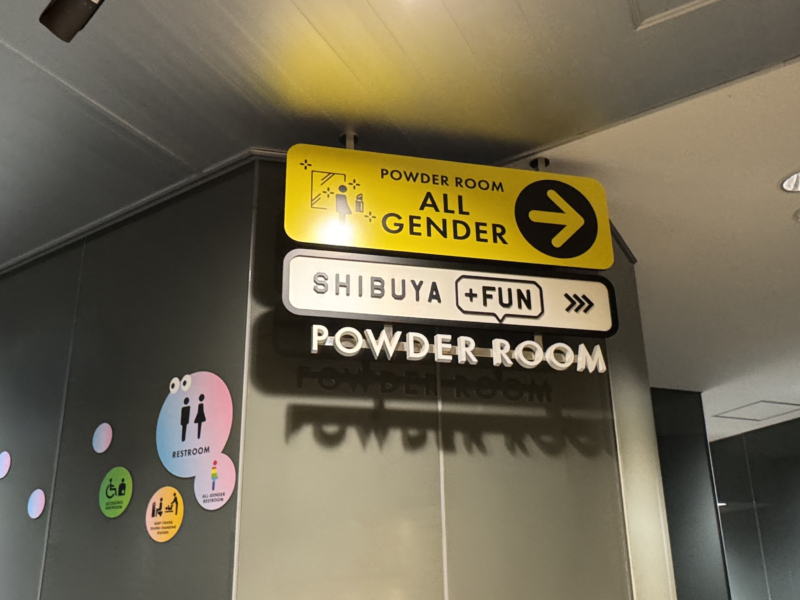 POWDER ROOM
ALL
GENDER
SHIBUYA +FUN
POWDER ROOM
RESTROOM
ALL GENDER
RESTROOM